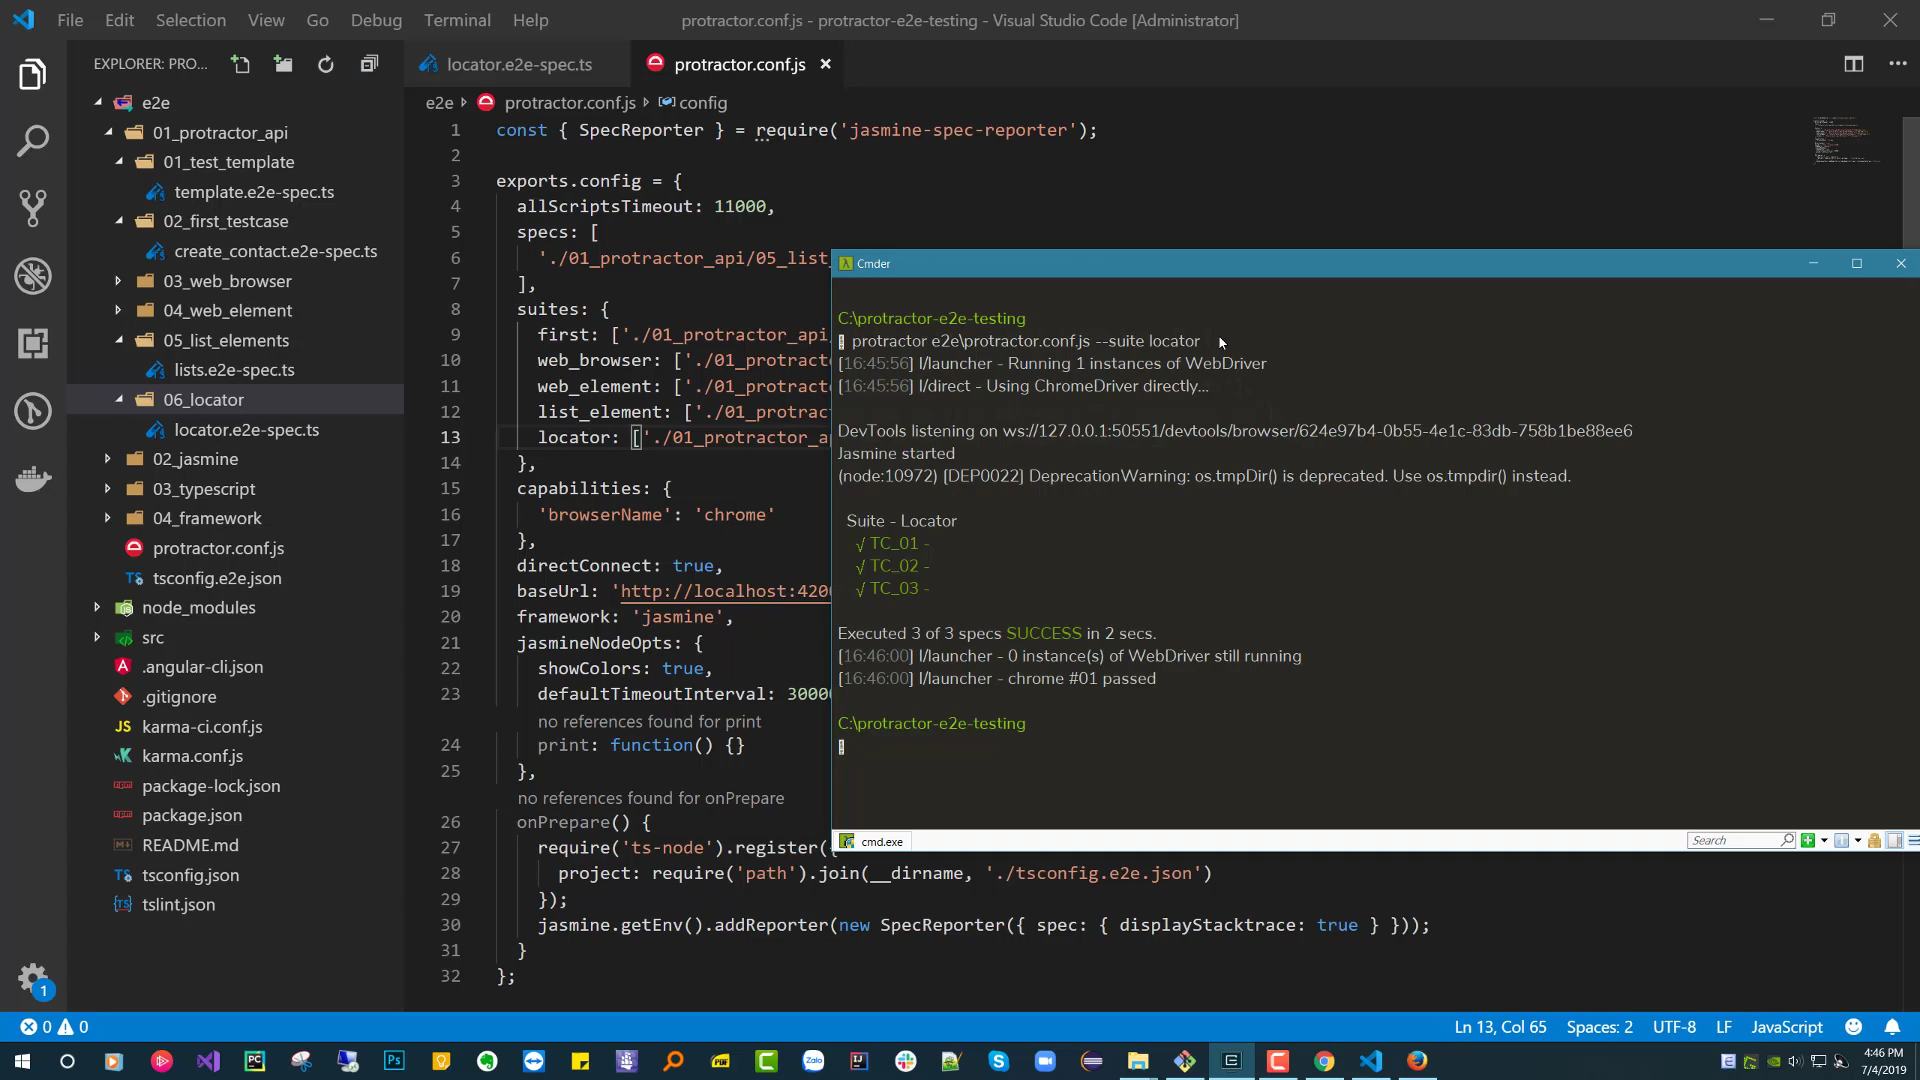 File Edit Selection View Go Debug Terminal Help
protractor.conf.js - protractor-e2e-testing - Visual Studio Code [Administrator]
EXPLORER: PRO...
e2e
01_protractor_api
01_test_template
template.e2e-spec.ts
02_first_testcase
create_contact.e2e-spec.ts
03_web_browser
04_web_element
05_list_elements
lists.e2e-spec.ts
06_locator
locator.e2e-spec.ts
02_jasmine
03_typescript
04_framework
protractor.conf.js
tsconfig.e2e.json
node_modules
src
.angular-cli.json
.gitignore
karma-ci.conf.js
karma.conf.js
package-lock.json
package.json
README.md
tsconfig.json
tslint.json
locator.e2e-spec.ts
protractor.conf.js
e2e protractor.conf.js config
1 const { SpecReporter } = require('jasmine-spec-reporter');
2
3 exports.config = {
4 allScriptsTimeout: 11000,
5 specs: [
6 './01_protractor_api/05_list_
7 ],
8 suites: {
9 first: ['./01_protractor_api
10 web_browser: ['./01_protractor
11 web_element: ['./01_protractor
12 list_element: ['./01_protrac
13 locator: ['./01_protractor_ap
14 },
15 capabilities: {
16 'browserName': 'chrome'
17 },
18 directConnect: true,
19 baseUrl: 'http://localhost:420
20 framework: 'jasmine',
21 jasmineNodeOpts: {
22 showColors: true,
23 defaultTimeoutInterval: 30000
no references found for print
24 print: function() {}
25 },
no references found for onPrepare
26 onPrepare() {
27 require('ts-node').register({
28 project: require('path').join(__dirname, './tsconfig.e2e.json')
29 });
30 jasmine.getEnv().addReporter(new SpecReporter({ spec: { displayStacktrace: true } }));
31 }
32 };
Cmder
C:\protractor-e2e-testing
protractor e2e\protractor.conf.js --suite locator
[16:45:56] I/launcher - Running 1 instances of WebDriver
[16:45:56] I/direct - Using ChromeDriver directly...
DevTools listening on ws://127.0.0.1:50551/devtools/browser/624e97b4-0b55-4e1c-83db-758b1be88ee6
Jasmine started
(node:10972) [DEP0022] DeprecationWarning: os.tmpDir() is deprecated. Use os.tmpdir() instead.
Suite - Locator
√ TC_01 -
√ TC_02 -
√ TC_03 -
Executed 3 of 3 specs SUCCESS in 2 secs.
[16:46:00] I/launcher - 0 instance(s) of WebDriver still running
[16:46:00] I/launcher - chrome #01 passed
C:\protractor-e2e-testing
cmd.exe
Search
1
0 0
Ln 13, Col 65 Spaces: 2 UTF-8 LF JavaScript
4:46 PM
7/4/2019